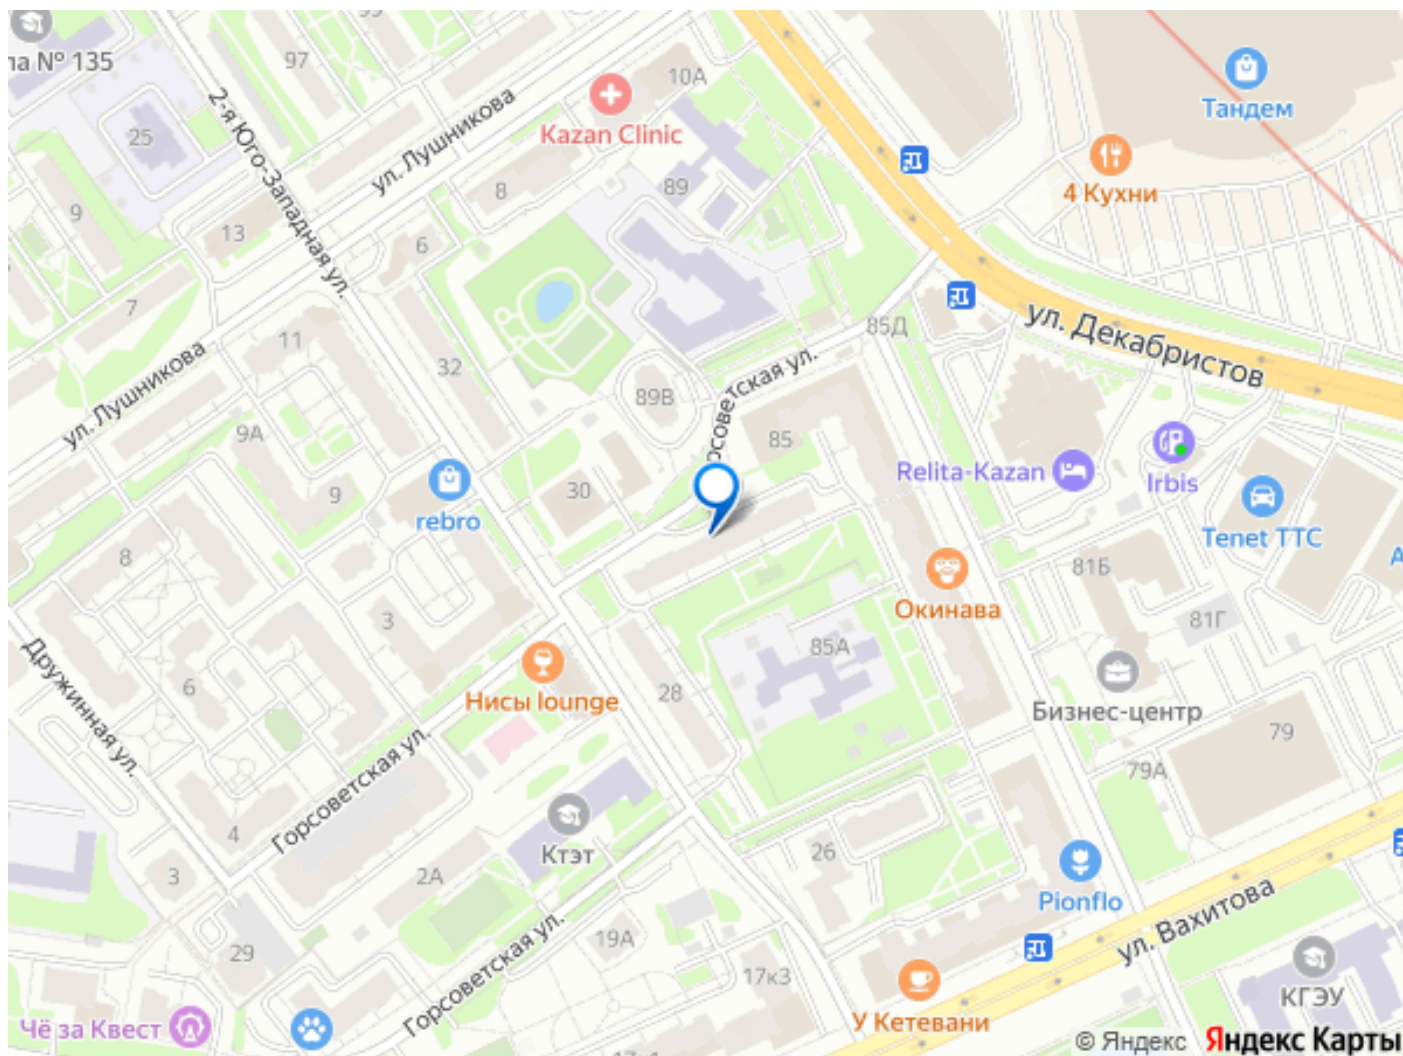 па № 135
97
10А
Тандем
Kazan Clinic
25
2-я Юго-Западная ул.
ул. Лушникова
8
89
4 Кухни
9
13
6
7
11
85Д
ул. Декабристов
32
Горсоветская ул.
ул. Лушникова
89В
9А
85
30
9
rebro
Relita-Kazan
Irbis
Tenet ТТС
8
81Б
Окинава
3
81Г
85А
Дружинная ул.
6
28
Нисы lounge
Бизнес-центр
79
79А
Горсоветская ул.
4
Ктэт
26
3
2А
Pionflo
ул. Вахитова
19А
29
Горсоветская ул.
17к3
КГЭУ
Чё за Квест
У Кетевани
© Яндекс Яндекс Карты